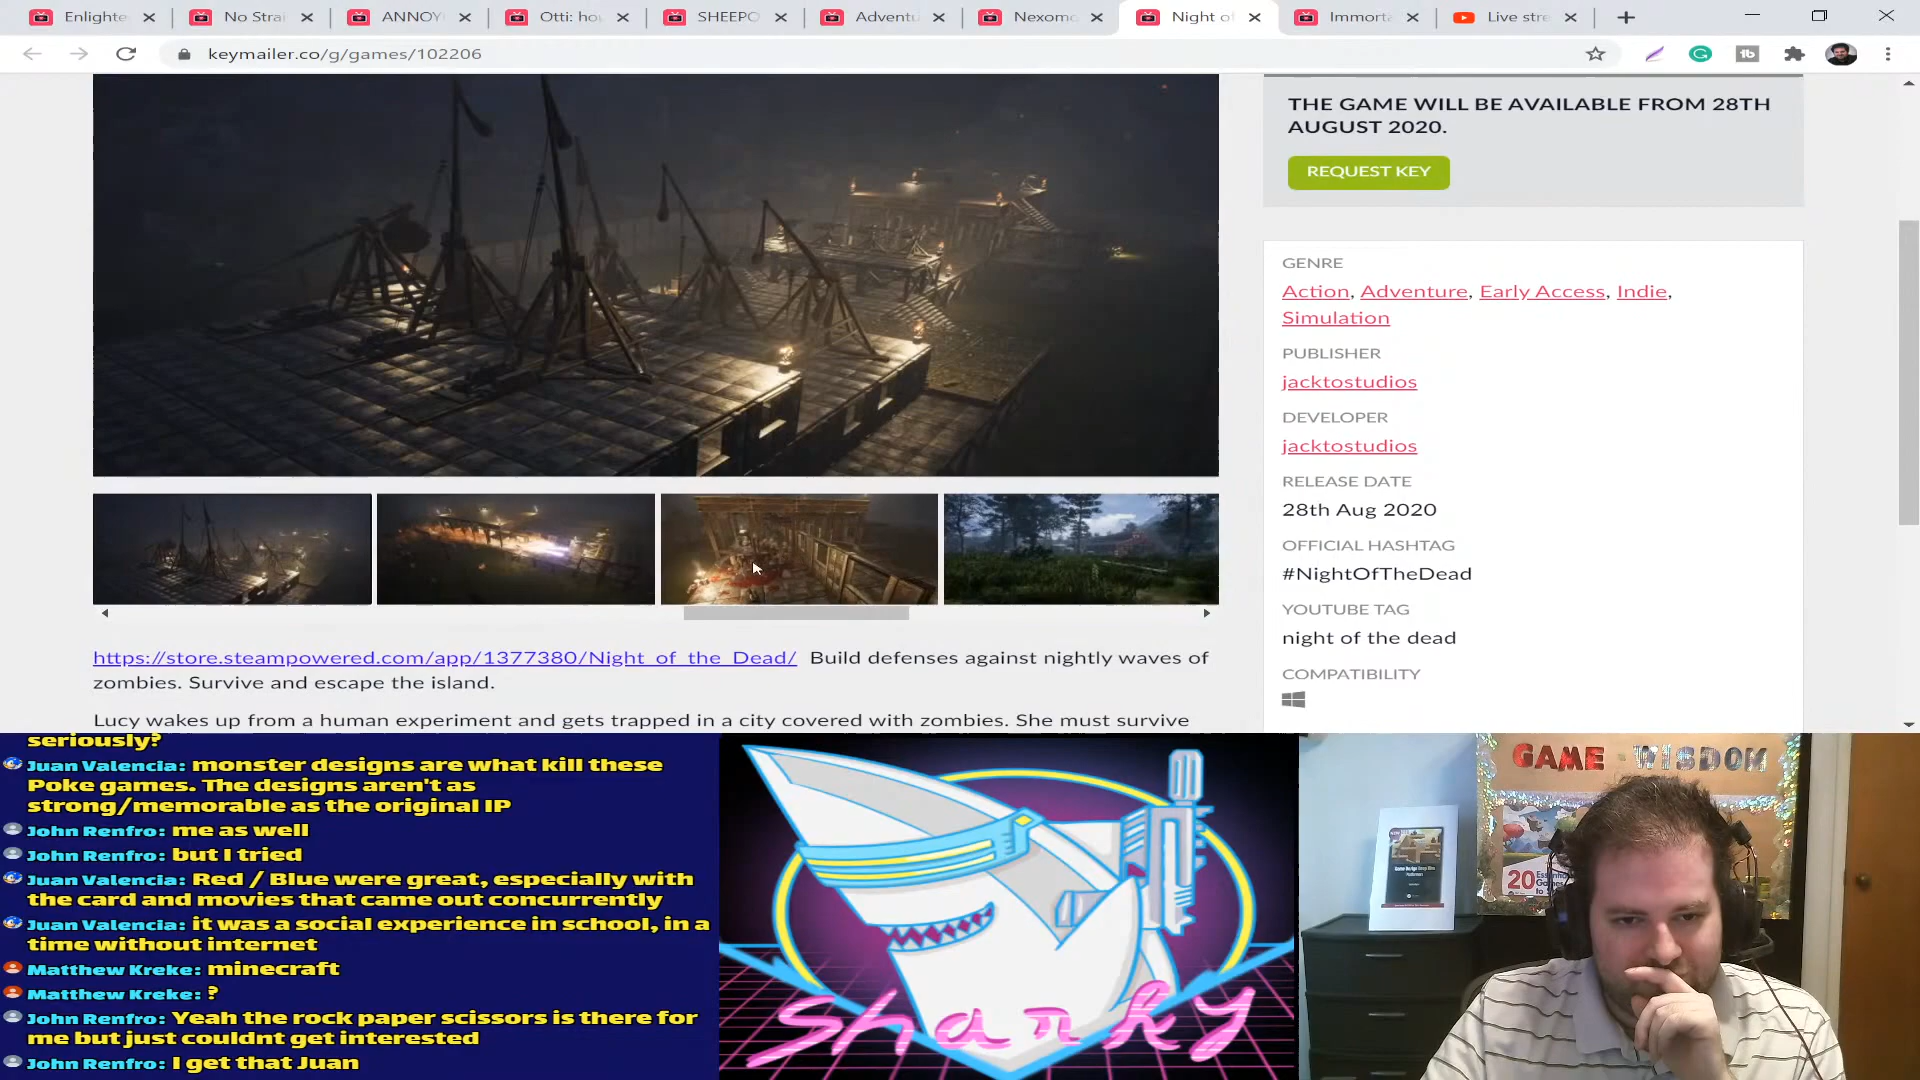 Enlighte
No Stra
ANNOY
Otti: ho
SHEEPO
Adventu
Nexomo
Night o
Immorta
Live stre
keymailer.co/g/games/102206
THE GAME WILL BE AVAILABLE FROM 28TH
AUGUST 2020.
REQUEST KEY
GENRE
Action, Adventure, Early Access, Indie,
Simulation
PUBLISHER
jacktostudios
DEVELOPER
jacktostudios
RELEASE DATE
28th Aug 2020
OFFICIAL HASHTAG
#NightOfTheDead
YOUTUBE TAG
night of the dead
COMPATIBILITY
https://store.steampowered.com/app/1377380/Night_of_the_Dead/ Build defenses against nightly waves of
zombies. Survive and escape the island.
Lucy wakes up from a human experiment and gets trapped in a city covered with zombies. She must survive
seriously?
Juan Valencia: monster designs are what kill these
Poke games. The designs aren't as
strong/memorable as the original IP
John Renfro: me as well
John Renfro: but I tried
Juan Valencia: Red / Blue were great, especially with
the card and movies that came out concurrently
Juan Valencia: it was a social experience in school, in a
time without internet
Matthew Kreke: minecraft
Matthew Kreke: ?
John Renfro: Yeah the rock paper scissors is there for
me but just couldnt get interested
John Renfro: I get that Juan
Sharky
GAME WISDOM
20